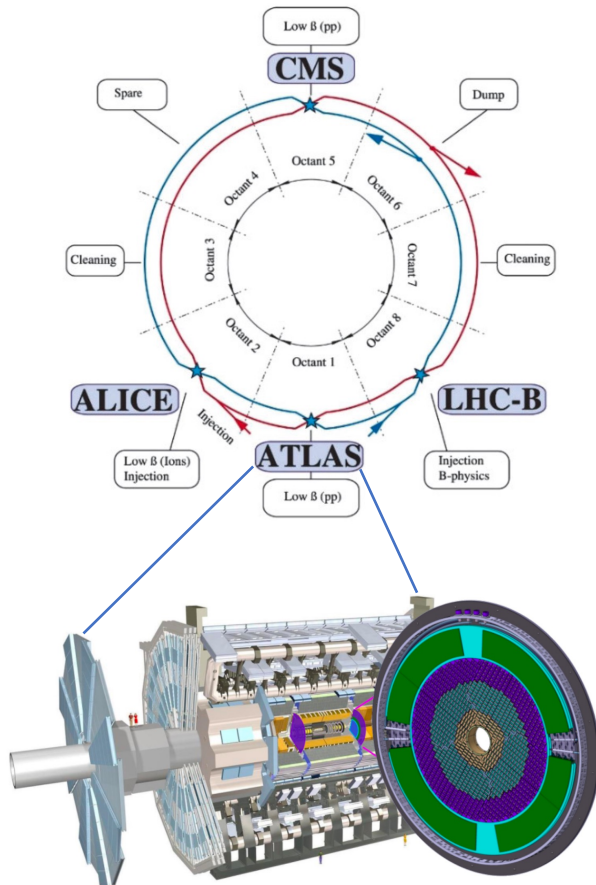 Low ß (pp)
CMS
Spare
Dump
Octant 5
Octant 4
Octant 6
Cleaning
Octant 3
Octant 7
Cleaning
Octant 2
Octant 8
Octant 1
ALICE
LHC-B
Injection
ATLAS
Low ß (Ions)
Injection
Injection
B-physics
Low ß (pp)